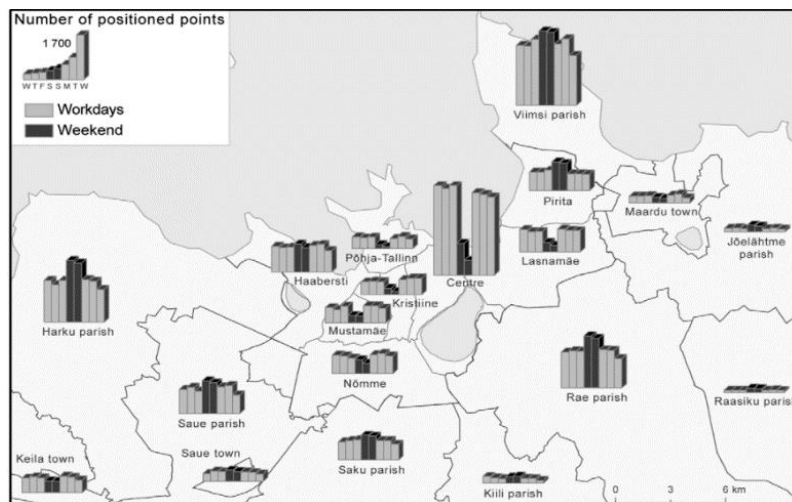 Number of positioned points
1 700
W T F S S M T W
Workdays
Weekend
Viimsi parish
Pirita
Maardu town
Jõelähtme
parish
Põhja-Tallinn
Lasnamäe
Haabersti
Centre
Kristiine
Harku parish
Mustamäe
Nõmme
Rae parish
Raasiku parish
Saue parish
Keila town
Saue town
Saku parish
Kiili parish
0 3 6 km